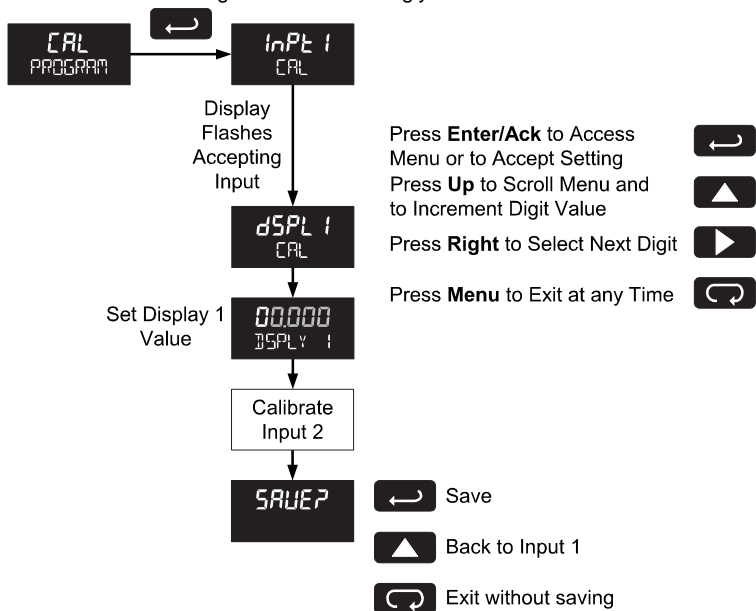 CAL
PROGRAM
InPt 1
CAL
Display
Flashes
Accepting
Input
Press Enter/Ack to Access
Menu or to Accept Setting
Press Up to Scroll Menu and
to Increment Digit Value
Press Right to Select Next Digit
Press Menu to Exit at any Time
dSPL 1
CAL
Set Display 1
Value
00.000
DSPLY 1
Calibrate
Input 2
SAVE?
Save
Back to Input 1
Exit without saving